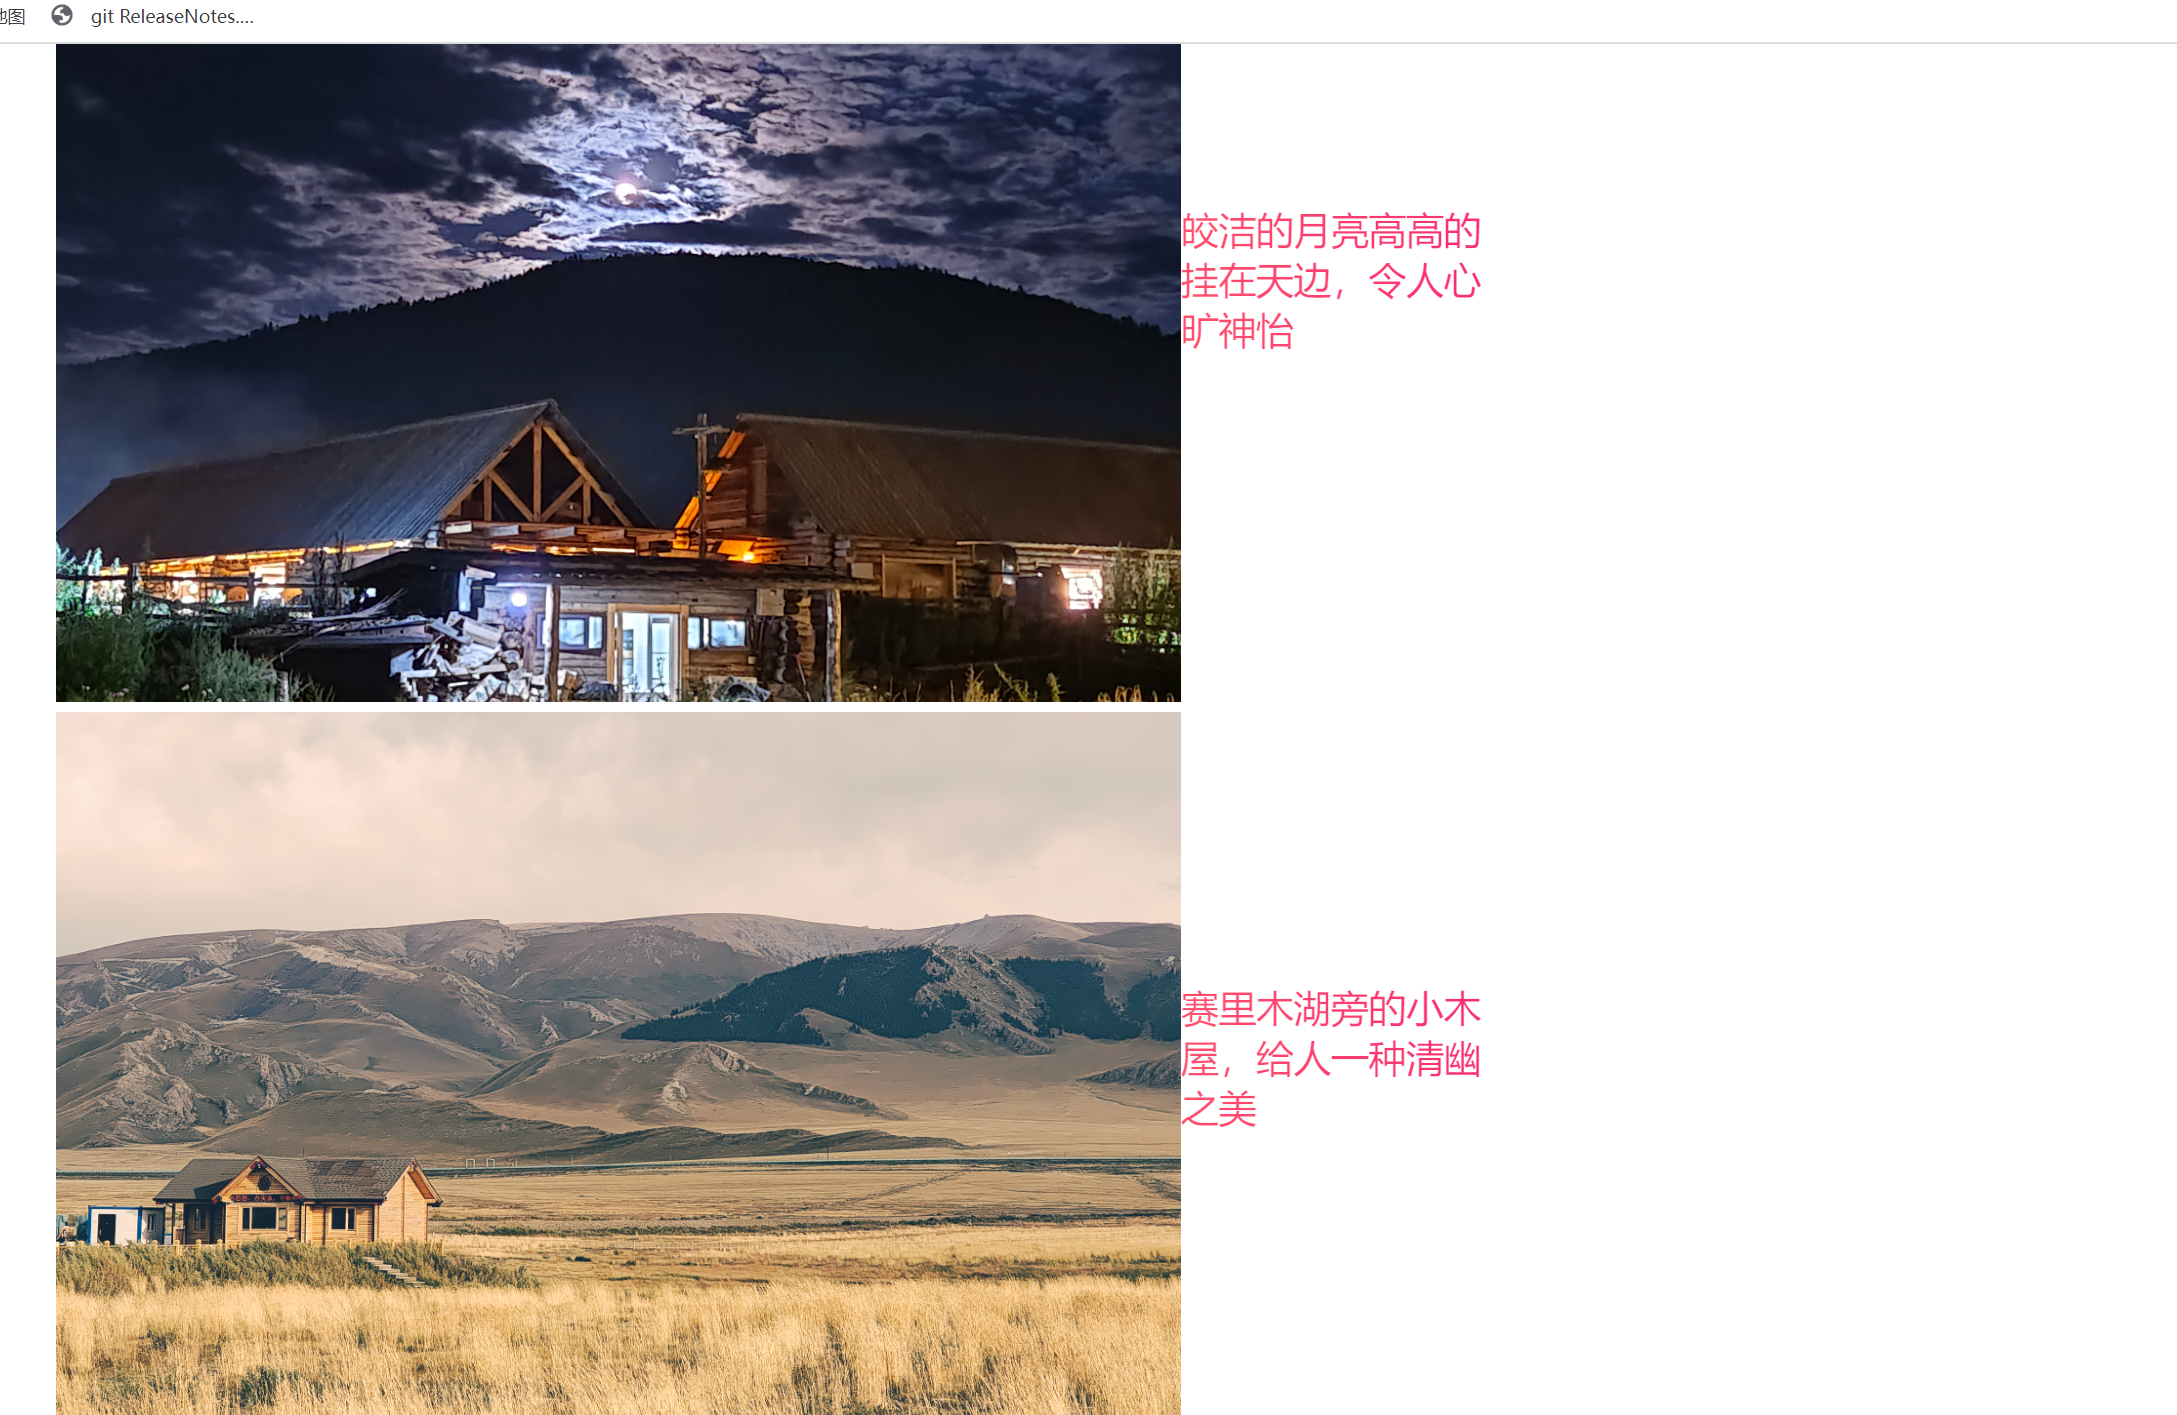 地图 git ReleaseNotes....
皎洁的月亮高高的
挂在天边，令人心
旷神怡
赛里木湖旁的小木
屋，给人一种清幽
之美